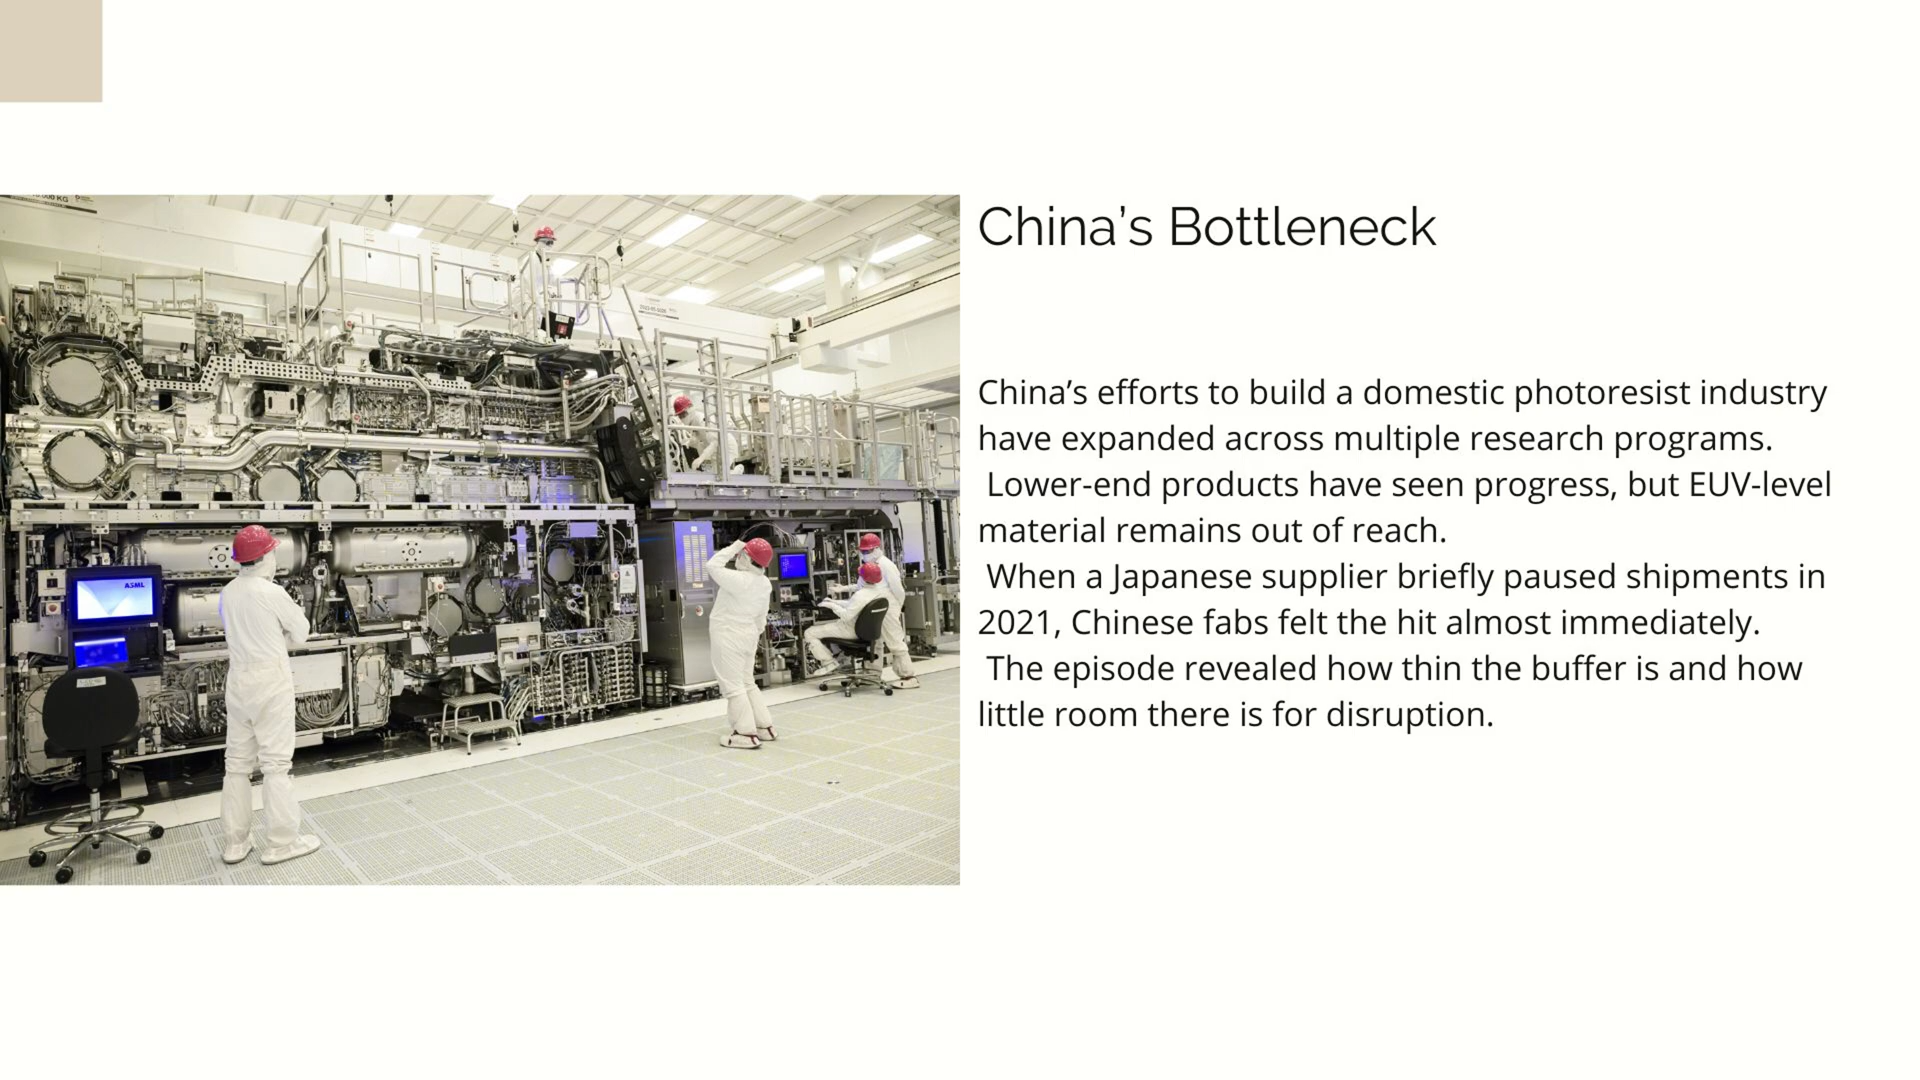 China’s Bottleneck
China’s efforts to build a domestic photoresist industry
have expanded across multiple research programs.
Lower-end products have seen progress, but EUV-level
material remains out of reach.
When a Japanese supplier briefly paused shipments in
2021, Chinese fabs felt the hit almost immediately.
The episode revealed how thin the buffer is and how
little room there is for disruption.
ASML